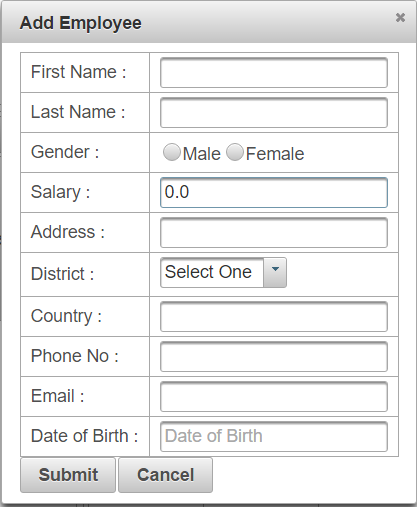 Add Employee
First Name :
Last Name :
Gender : Male Female
Salary : 0.0
Address :
District : Select One
Country :
Phone No :
Email :
Date of Birth : Date of Birth
Submit Cancel